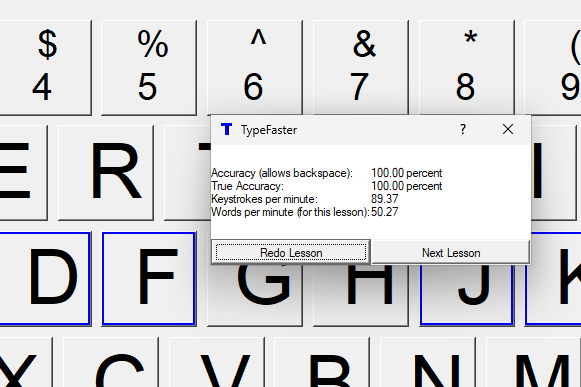 $ % ^ & * (
4 5 6 7 8 9
TypeFaster ?
E R I
Accuracy (allows backspace): 100.00 percent
True Accuracy: 100.00 percent
Keystrokes per minute: 89.37
Words per minute (for this lesson): 50.27
Redo Lesson Next Lesson
D F G H J K
X C V B N M